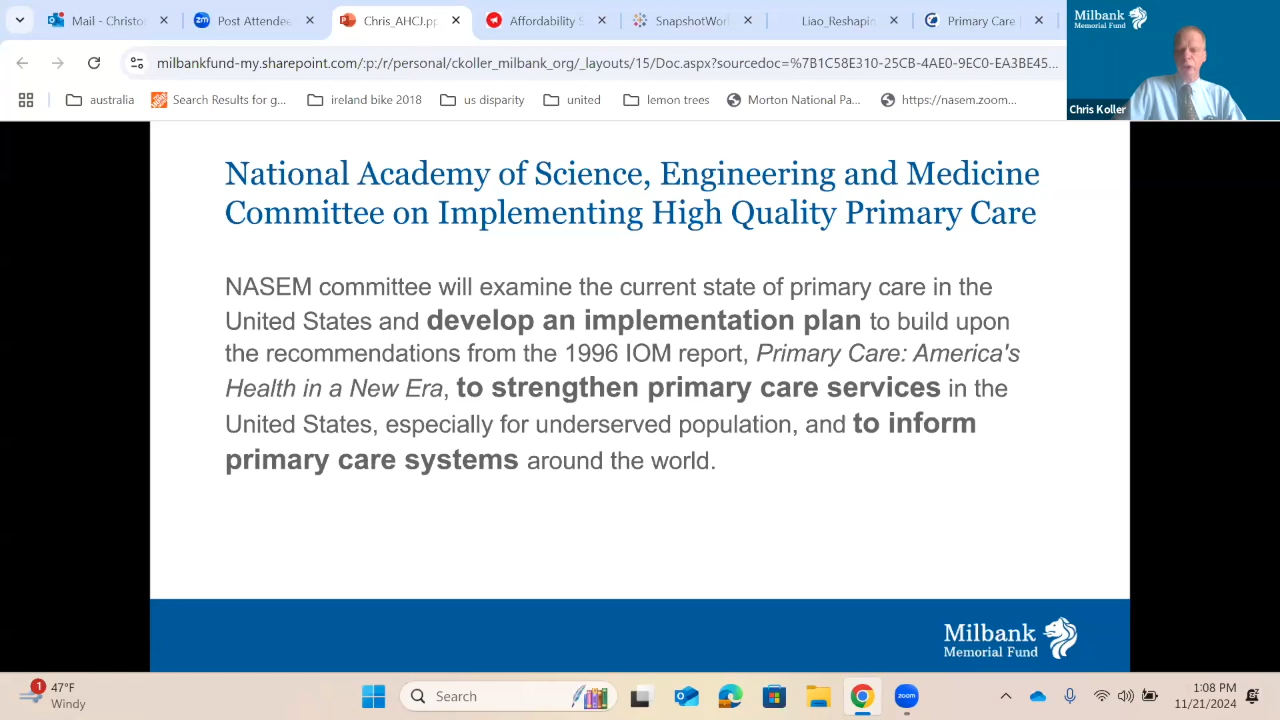 Mail - Christo
Post Attendee
Chris_AHCJ.pp
Affordability S
SnapshotWork
Liao_Reshapin
Primary Care
milbankfund-my.sharepoint.com/:p:/r/personal/ckoller_milbank_org/_layouts/15/Doc.aspx?sourcedoc=%7B1C58E310-25CB-4AE0-9EC0-EA3BE45...
australia
Search Results for g...
ireland bike 2018
us disparity
united
lemon trees
Morton National Pa...
https://nasem.zoom...
Milbank
Memorial Fund
Chris Koller
National Academy of Science, Engineering and Medicine
Committee on Implementing High Quality Primary Care
NASEM committee will examine the current state of primary care in the
United States and develop an implementation plan to build upon
the recommendations from the 1996 IOM report, Primary Care: America's
Health in a New Era, to strengthen primary care services in the
United States, especially for underserved population, and to inform
primary care systems around the world.
Milbank
Memorial Fund
1
47°F
Windy
Search
zoom
1:08 PM
11/21/2024